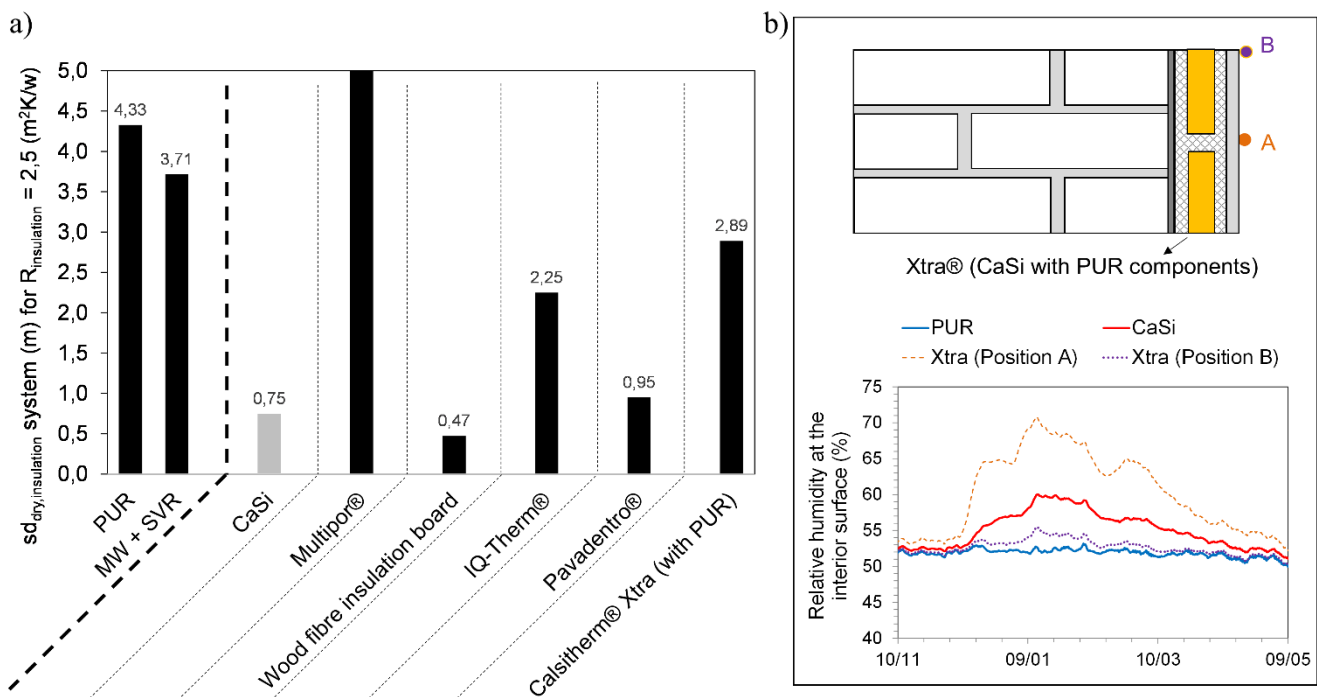 a)
sd dry,insulation system (m) for R insulation = 2,5 (m²K/w)
5,0
4,5
4,0
3,5
3,0
2,5
2,0
1,5
1,0
0,5
0,0
4,33
3,71
0,75
0,47
2,25
0,95
2,89
PUR
MW + SVR
CaSi
Multipor®
Wood fibre insulation board
IQ-Therm®
Pavadentro®
Calsitherm® Xtra (with PUR)
b)
B
A
Xtra® (CaSi with PUR components)
PUR
CaSi
Xtra (Position A)
Xtra (Position B)
Relative humidity at the
interior surface (%)
75
70
65
60
55
50
45
40
10/11
09/01
10/03
09/05